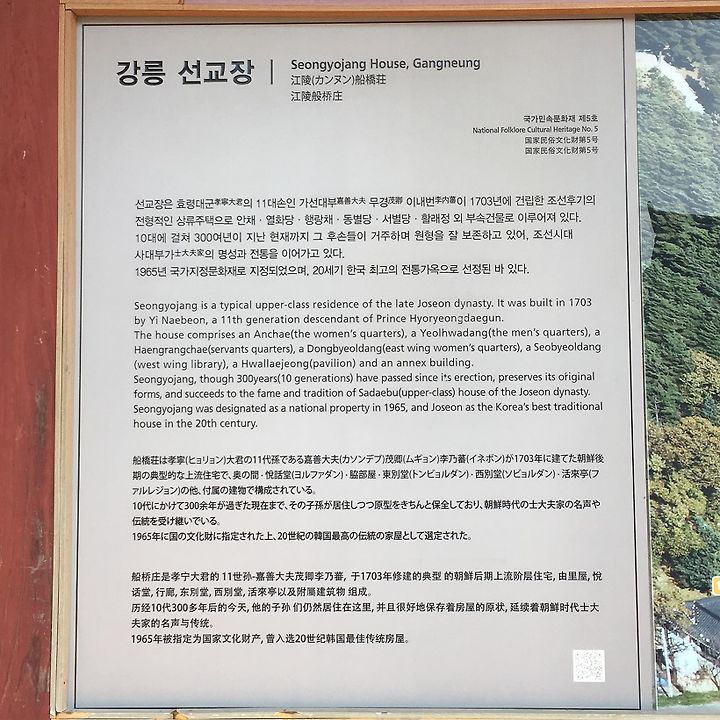 강릉 선교장
Seongyojang House, Gangneung
江陵(カンヌン)船橋荘
江陵般桥庄
국가민속문화재 제5호
National Folklore Cultural Heritage No. 5
国家民俗文化財第5号
国家民俗文化財第5号
선교장은 효령대군孝寧大君의 11대손인 가선대부嘉善大夫 무경茂卿 이내번李内蕃이 1703년에 건립한 조선후기의
전형적인 상류주택으로 안채 · 열화당 · 행랑채 · 동별당 · 서별당 · 활래정 외 부속건물로 이루어져 있다.
10대에 걸쳐 300여년이 지난 현재까지 그 후손들이 거주하며 원형을 잘 보존하고 있어, 조선시대
사대부가士大夫家의 명성과 전통을 이어가고 있다.
1965년 국가지정문화재로 지정되었으며, 20세기 한국 최고의 전통가옥으로 선정된 바 있다.
Seongyojang is a typical upper-class residence of the late Joseon dynasty. It was built in 1703
by Yi Naebeon, a 11th generation descendant of Prince Hyoryeongdaegun.
The house comprises an Anchae(the women's quarters), a Yeolhwadang(the men's quarters), a
Haengrangchae(servants quarters), a Dongbyeoldang(east wing women's quarters), a Seobyeoldang
(west wing library), a Hwallaejeong(pavilion) and an annex building.
Seongyojang, though 300years(10 generations) have passed since its erection, preserves its original
forms, and succeeds to the fame and tradition of Sadaebu(upper-class) house of the Joseon dynasty.
Seongyojang was designated as a national property in 1965, and Joseon as the Korea's best traditional
house in the 20th century.
船橋荘は孝寧(ヒョリョン)大君の11代孫である嘉善大夫(カソンデブ)茂卿(ムギョン)李乃蕃(イネボン)が1703年に建てた朝鮮後
期の典型的な上流住宅で、奥の間・悅話堂(ヨルファダン)・脇部屋・東別堂(トンビョルダン)・西別堂(ソビョルダン)・活来亭(フ
ァルレジョン)の他、付属の建物で構成されている。
10代にかけて300余年が過ぎた現在まで、その子孫が居住しつつ原型をきちんと保全しており、朝鮮時代の士大夫家の名声や
伝統を受け継いでいる。
1965年に国の文化財に指定された上、20世紀の韓国最高の伝統の家屋として選定された。
船桥庄是孝宁大君的 11世孙-嘉善大夫茂卿李乃蕃, 于1703年修建的典型 的朝鲜后期上流阶层住宅, 由里屋, 悅
话堂, 行廊, 东別堂, 西別堂, 活來亭以及附屬建筑物 组成。
历经10代300多年后的今天, 他的子孙 们仍然居住在这里, 并且很好地保存着房屋的原状, 延续着朝鲜时代士大
夫家的名声与传统。
1965年被指定为国家文化财产, 曾入选20世纪韩国最佳传统房屋。